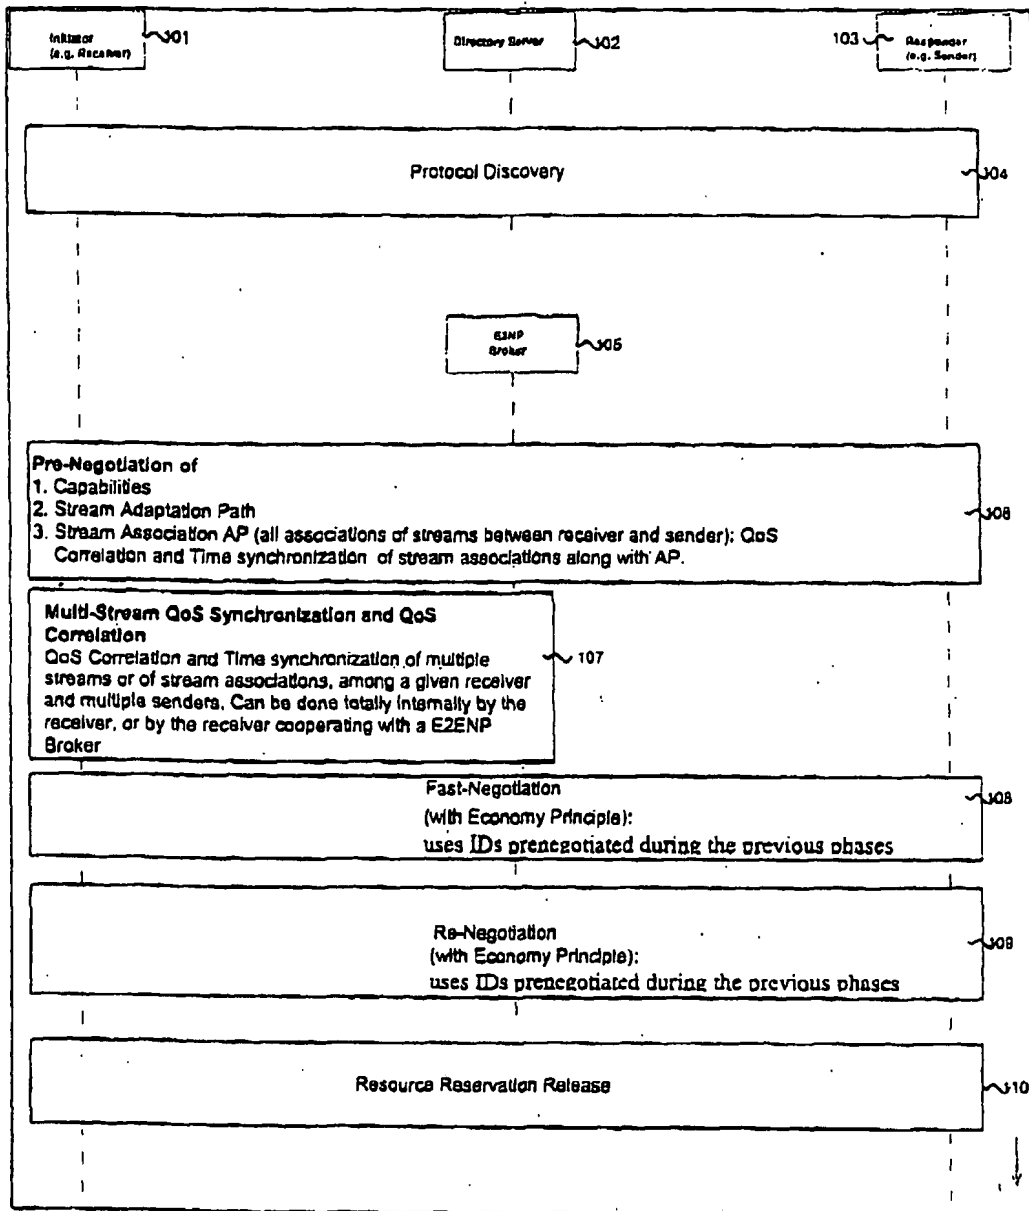 Initiator
(e.g. Receiver)
101
Directory Server
102
103
Responder
(e.g. Sender)
Protocol Discovery
104
E2NP
Broker
105
Pre-Negotiation of
1. Capabilities
2. Stream Adaptation Path
3. Stream Association AP (all associations of streams between receiver and sender): QoS
Correlation and Time synchronization of stream associations along with AP.
106
Multi-Stream QoS Synchronization and QoS
Correlation
QoS Correlation and Time synchronization of multiple
streams or of stream associations, among a given receiver
and multiple senders. Can be done totally internally by the
receiver, or by the receiver cooperating with a E2ENP
Broker
107
Fast-Negotiation
(with Economy Principle):
uses IDs prenegotiated during the previous phases
108
Re-Negotiation
(with Economy Principle):
uses IDs prenegotiated during the previous phases
109
Resource Reservation Release
110